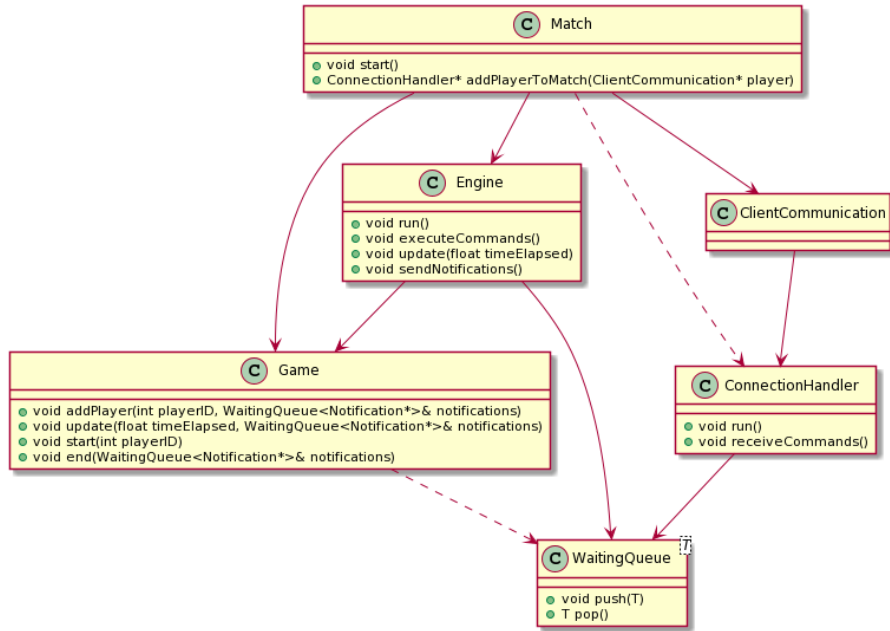 C Match
void start()
ConnectionHandler* addPlayerToMatch(ClientCommunication* player)
C Engine
void run()
void executeCommands()
void update(float timeElapsed)
void sendNotifications()
C ClientCommunication
C Game
void addPlayer(int playerID, WaitingQueue<Notification*>& notifications)
void update(float timeElapsed, WaitingQueue<Notification*>& notifications)
void start(int playerID)
void end(WaitingQueue<Notification*>& notifications)
C ConnectionHandler
void run()
void receiveCommands()
C WaitingQueue T
void push(T)
T pop()